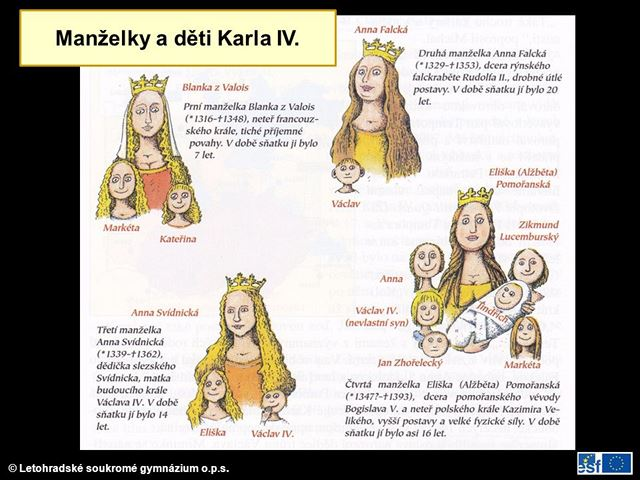 Manželky a děti Karla IV.
Anna Falcká
Druhá manželka Anna Falcká
(*1329–†1353), dcera rýnského
falckraběte Rudolfa II., drobné útlé
postavy. V době sňatku jí bylo 20
let.
Václav
Blanka z Valois
Prní manželka Blanka z Valois
(*1316–†1348), neteř francouz-
ského krále, tiché příjemné
povahy. V době sňatku ji bylo
7 let.
Markéta
Kateřina
Eliška (Alžběta)
Pomořanská
Zikmund
Lucemburský
Anna
Václav IV.
(nevlastní syn)
Jindřich
Jan Zhořelecký
Markéta
Čtvrtá manželka Eliška (Alžběta) Pomořanská
(*1347?–†1393), dcera pomořanského vévody
Bogislava V. a neteř polského krále Kazimira Ve-
likého, vyšší postavy a velké fyzické síly. V době
sňatku jí bylo asi 16 let.
Anna Svídnická
Třetí manželka
Anna Svídnická
(*1339–†1362),
dědička slezského
Svídnicka, matka
budoucího krále
Václava IV. V době
sňatku jí bylo 14
let.
Eliška
Václav IV.
© Letohradské soukromé gymnázium o.p.s.
esf